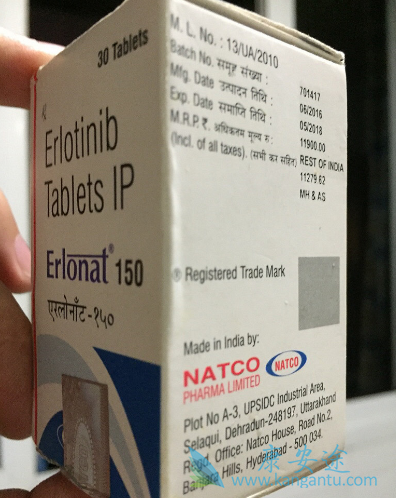 30 Tablets
Erlotinib
Tablets IP
Erlonat® 150
एरलोनॉट-१५०
M. L. No. : 13/UA/2010
Batch No. समूह संख्या : 701417
Mfg. Date उत्पादन तिथि : 06/2016
Exp. Date समाप्ति तिथि : 05/2018
M.R.P. ₹. अधिकतम मूल्य रु : 11900.00
(Incl. of all taxes). (सभी कर सहित) REST OF INDIA
11279.62
MH & AS
® Registered Trade Mark
Made in India by:
NATCO NATCO
PHARMA LIMITED
Plot No A-3, UPSIDC Industrial Area,
Selaqui, Dehradun-248197, Uttarakhand
Regd. Office: Natco House, Road No.2,
Banjara Hills, Hyderabad - 500 034.
康安途
www.kangantu.com